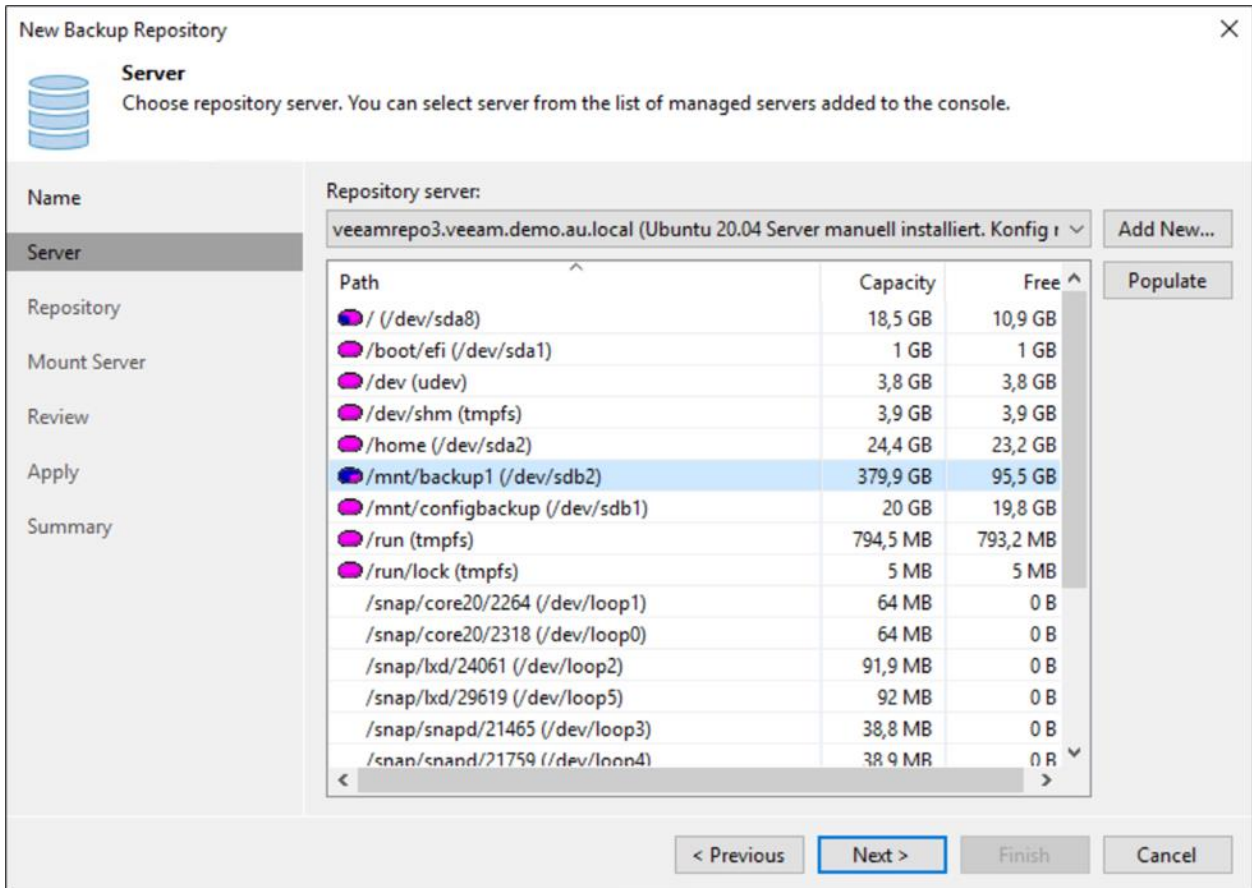 New Backup Repository
Server
Choose repository server. You can select server from the list of managed servers added to the console.
Name
Server
Repository
Mount Server
Review
Apply
Summary
Repository server:
veeamrepo3.veeam.demo.au.local (Ubuntu 20.04 Server manuell installiert. Konfig
Add New...
Populate
Path Capacity Free
/ (/dev/sda8) 18,5 GB 10,9 GB
/boot/efi (/dev/sda1) 1 GB 1 GB
/dev (udev) 3,8 GB 3,8 GB
/dev/shm (tmpfs) 3,9 GB 3,9 GB
/home (/dev/sda2) 24,4 GB 23,2 GB
/mnt/backup1 (/dev/sdb2) 379,9 GB 95,5 GB
/mnt/configbackup (/dev/sdb1) 20 GB 19,8 GB
/run (tmpfs) 794,5 MB 793,2 MB
/run/lock (tmpfs) 5 MB 5 MB
/snap/core20/2264 (/dev/loop1) 64 MB 0 B
/snap/core20/2318 (/dev/loop0) 64 MB 0 B
/snap/lxd/24061 (/dev/loop2) 91,9 MB 0 B
/snap/lxd/29619 (/dev/loop5) 92 MB 0 B
/snap/snapd/21465 (/dev/loop3) 38,8 MB 0 B
/snap/snapd/21759 (/dev/loop4) 38,9 MB 0 B
< Previous
Next >
Finish
Cancel